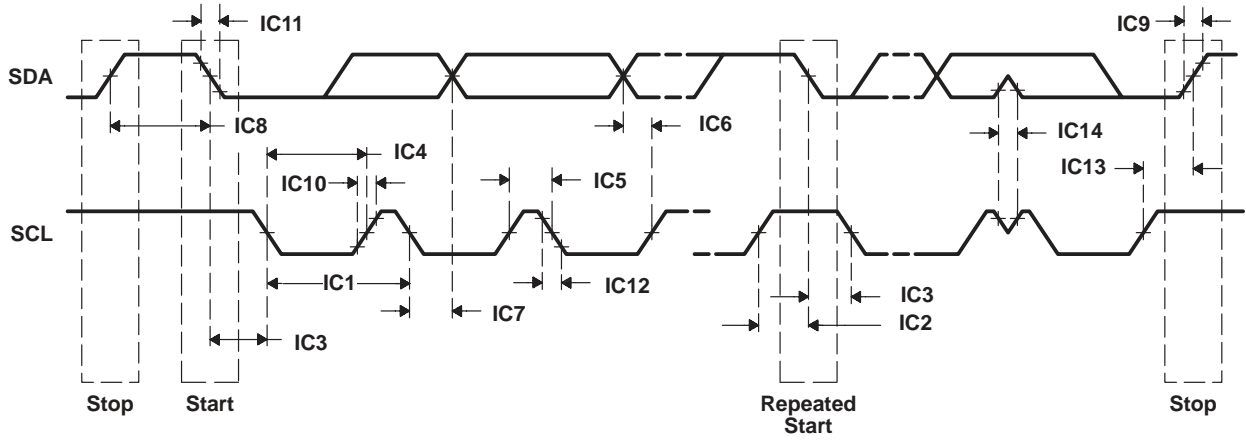 IC11
IC9
SDA
IC8
IC6
IC4
IC14
IC10
IC5
IC13
SCL
IC1
IC12
IC7
IC3
IC3
IC2
Stop
Start
Repeated
Start
Stop